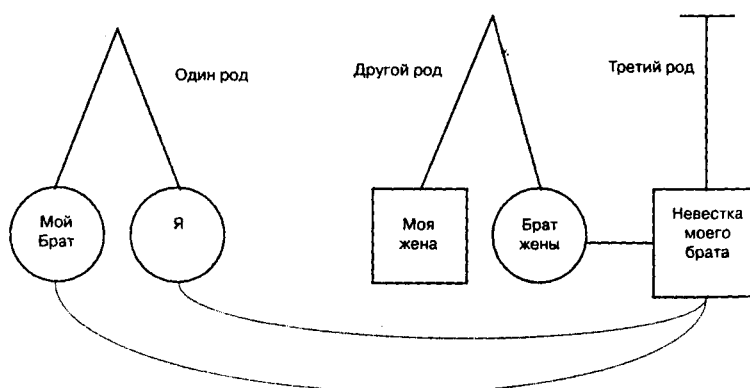 Один род
Другой род
Третий род
Мой
Брат
Я
Моя
жена
Брат
жены
Невестка
моего
брата